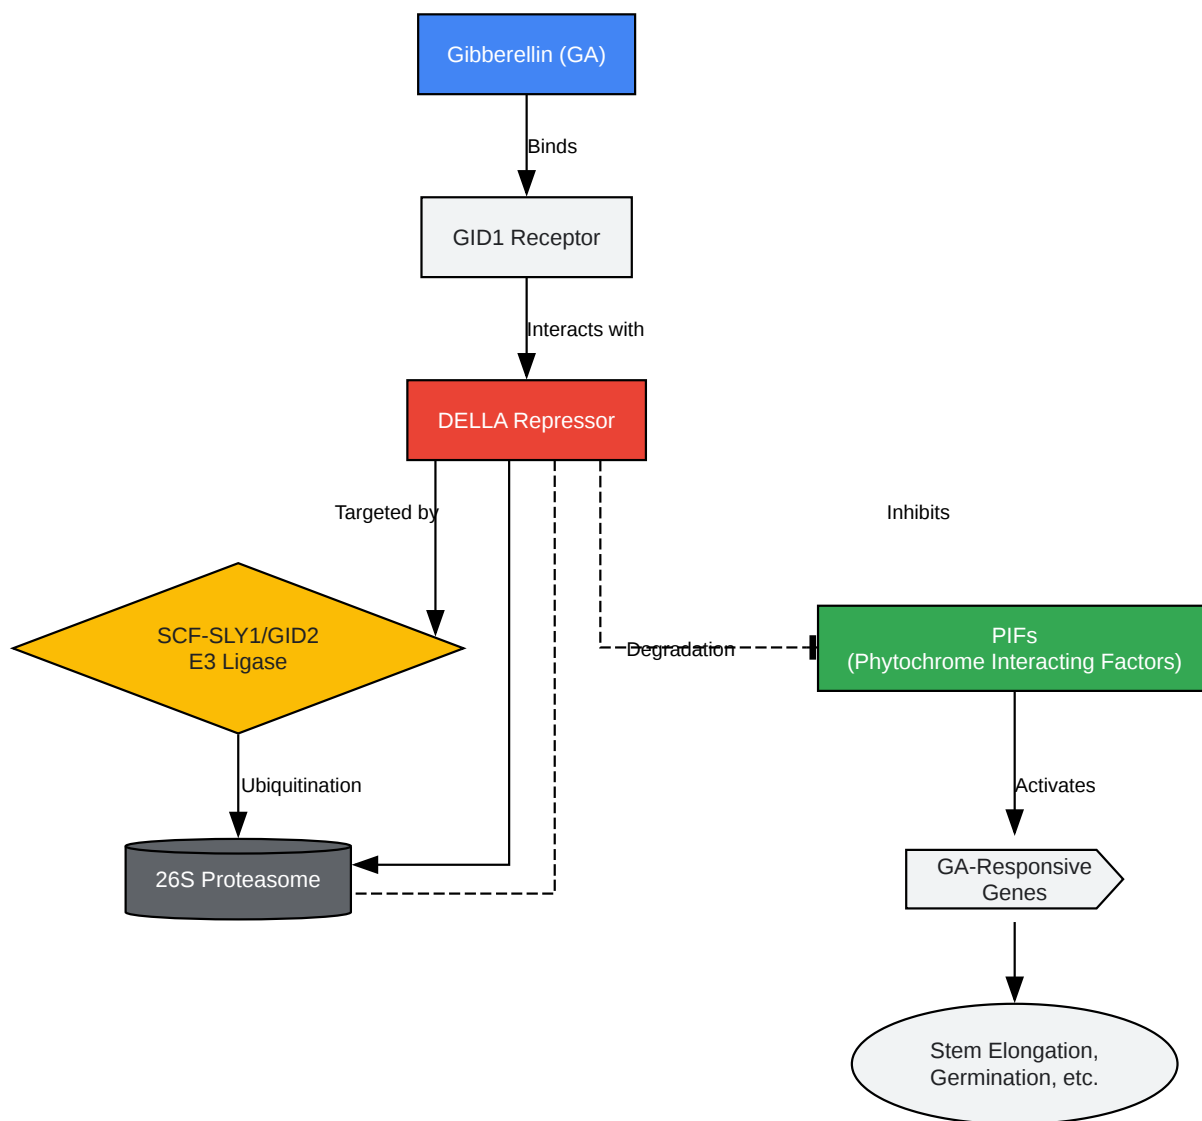 Gibberellin (GA)
Binds
GID1 Receptor
Interacts with
DELLA Repressor
Targeted by
Inhibits
SCF-SLY1/GID2
E3 Ligase
Degradation
PIFs
(Phytochrome Interacting Factors)
Ubiquitination
Activates
26S Proteasome
GA-Responsive
Genes
Stem Elongation,
Germination, etc.